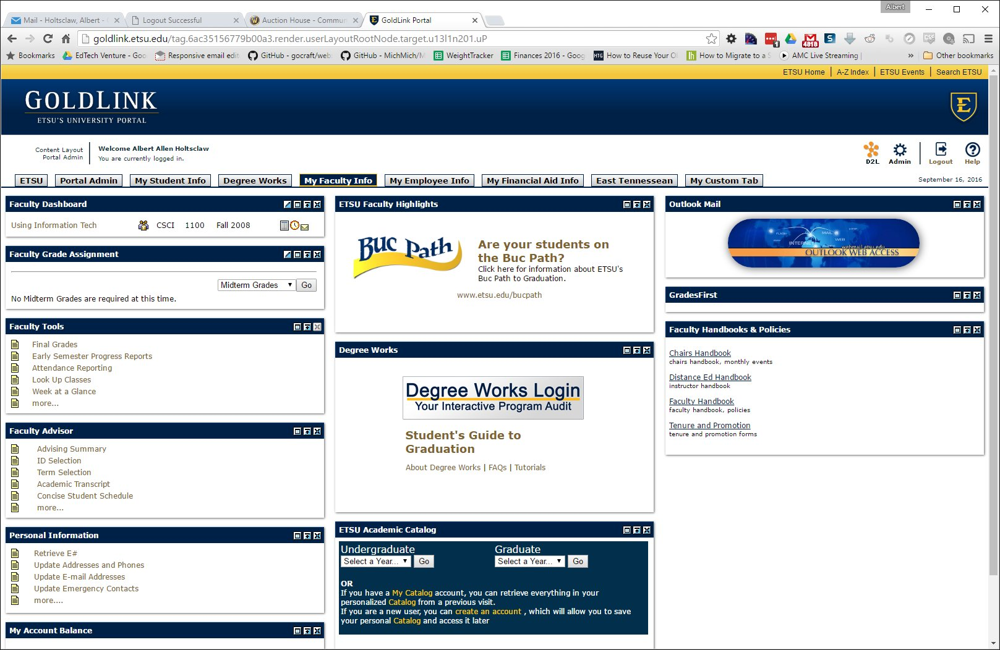 Albert
Mail - Holtsclaw, Albert -
Logout Successful
Auction House - Commun
GoldLink Portal
goldlink.etsu.edu/tag.6ac35156779b00a3.render.userLayoutRootNode.target.u13l1n201.uP
1
4818
Bookmarks
EdTech Venture - Goo
Responsive email edit
GitHub - gocraft/web
GitHub - MichMich/M
WeightTracker
Finances 2016 - Goog
HTG
How to Reuse Your Ol
How to Migrate to a S
AMC Live Streaming |
»
Other bookmarks
ETSU Home | A-Z Index | ETSU Events | Search ETSU
GOLDLINK
ETSU'S UNIVERSITY PORTAL
E
Content Layout
Portal Admin
Welcome Albert Allen Holtsclaw
You are currently logged in.
D2L
Admin
Logout
Help
ETSU
Portal Admin
My Student Info
Degree Works
My Faculty Info
My Employee Info
My Financial Aid Info
East Tennessean
My Custom Tab
September 16, 2016
Faculty Dashboard
Using Information Tech CSCI 1100 Fall 2008
Faculty Grade Assignment
Midterm Grades
Go
No Midterm Grades are required at this time.
Faculty Tools
Final Grades
Early Semester Progress Reports
Attendance Reporting
Look Up Classes
Week at a Glance
more...
Faculty Advisor
Advising Summary
ID Selection
Term Selection
Academic Transcript
Concise Student Schedule
more...
Personal Information
Retrieve E#
Update Addresses and Phones
Update E-mail Addresses
Update Emergency Contacts
more....
My Account Balance
ETSU Faculty Highlights
Buc Path
Are your students on
the Buc Path?
Click here for information about ETSU's
Buc Path to Graduation.
www.etsu.edu/bucpath
Degree Works
Degree Works Login
Your Interactive Program Audit
Student's Guide to
Graduation
About Degree Works | FAQs | Tutorials
ETSU Academic Catalog
Undergraduate
Select a Year...
Go
Graduate
Select a Year...
Go
OR
If you have a My Catalog account, you can retrieve everything in your
personalized Catalog from a previous visit.
If you are a new user, you can create an account , which will allow you to save
your personal Catalog and access it later
Outlook Mail
FLASH
MAIL
HTTP
WWW
WEB
INTERNET
webmail.etsu.edu
OUTLOOK WEB ACCESS
GradesFirst
Faculty Handbooks & Policies
Chairs Handbook
chairs handbook, monthly events
Distance Ed Handbook
instructor handbook
Faculty Handbook
faculty handbook, policies
Tenure and Promotion
tenure and promotion forms